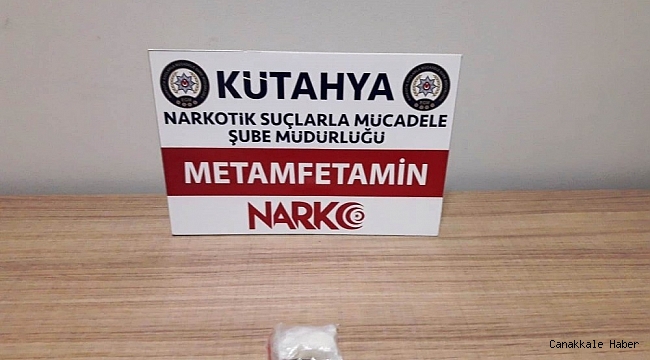 KÜTAHYA
NARKOTİK SUÇLARLA MÜCADELE
ŞUBE MÜDÜRLÜĞÜ
METAMFETAMİN
NARKO
Canakkale Haber